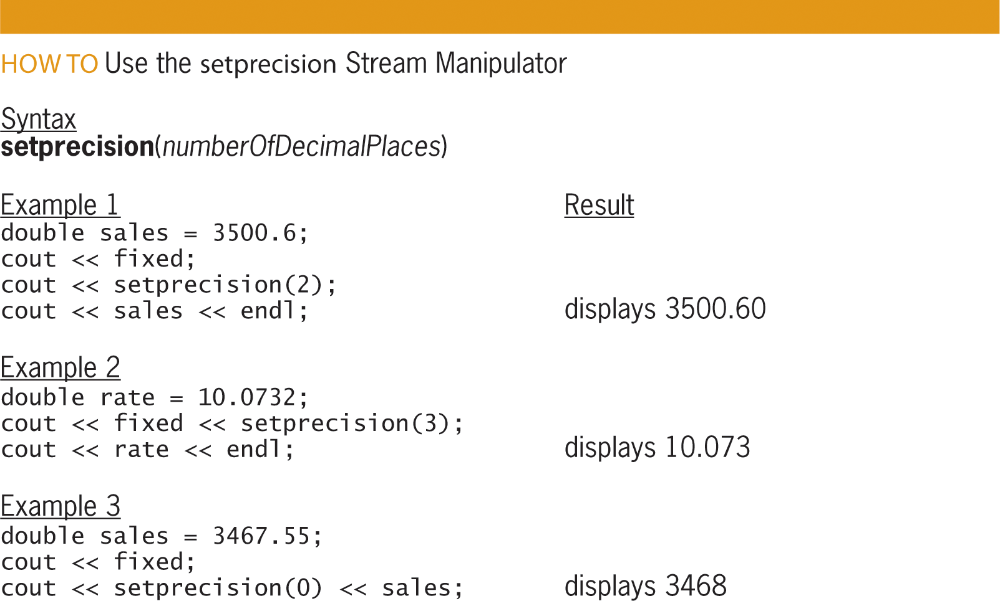 HOW TO Use the setprecision Stream Manipulator
Syntax
setprecision(numberOfDecimalPlaces)
Example 1 Result
double sales = 3500.6;
cout << fixed;
cout << setprecision(2);
cout << sales << endl; displays 3500.60
Example 2
double rate = 10.0732;
cout << fixed << setprecision(3);
cout << rate << endl; displays 10.073
Example 3
double sales = 3467.55;
cout << fixed;
cout << setprecision(0) << sales; displays 3468